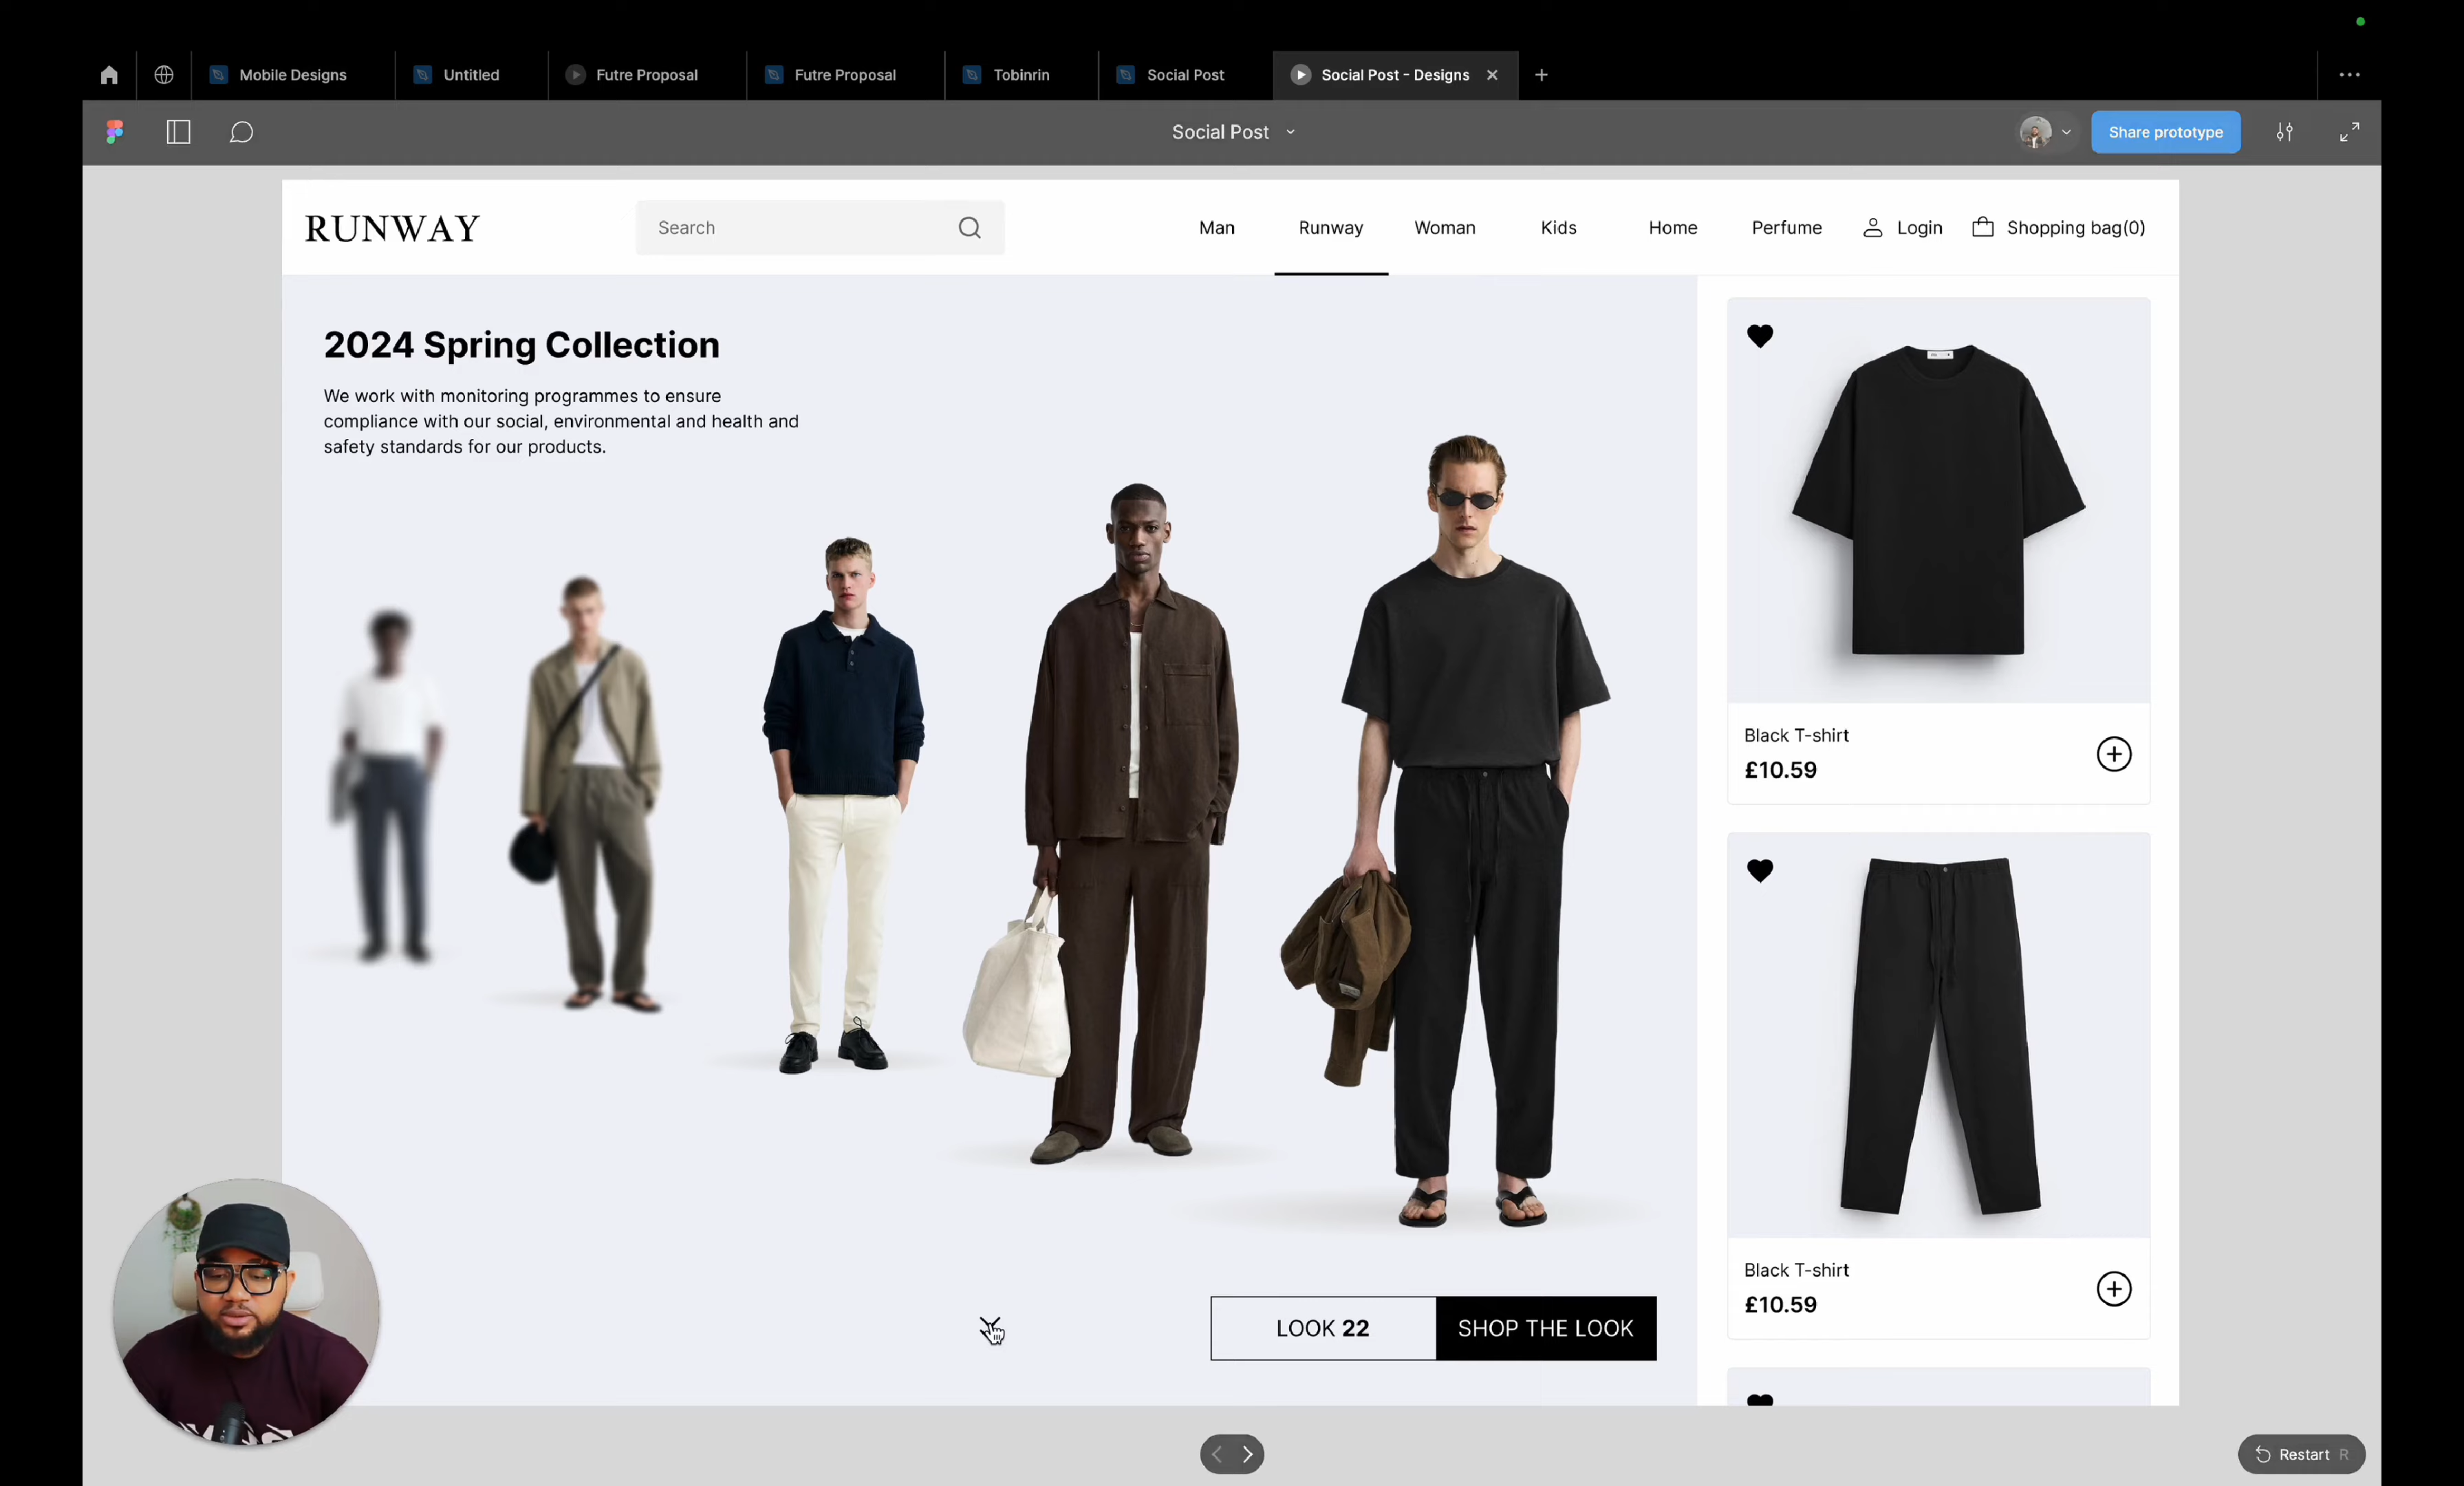 Mobile Designs
Untitled
Futre Proposal
Futre Proposal
Tobinrin
Social Post
Social Post - Designs
Social Post
Share prototype
RUNWAY
Search
Man
Runway
Woman
Kids
Home
Perfume
Login
Shopping bag(0)
2024 Spring Collection
We work with monitoring programmes to ensure
compliance with our social, environmental and health and
safety standards for our products.
Black T-shirt
£10.59
Black T-shirt
£10.59
LOOK 22
SHOP THE LOOK
Restart R